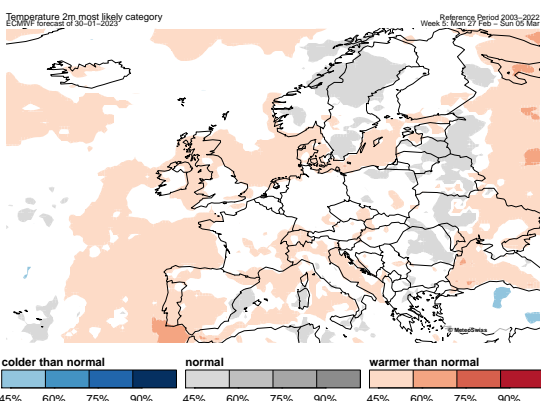 Temperature 2m most likely category
Reference Period 2003-2022
ECMWF forecast of 30-01-2023
Week 5: Mon 27 Feb - Sun 05 Mar
© MeteoSwiss
colder than normal
normal
warmer than normal
45% 60% 75% 90%
45% 60% 75% 90%
45% 60% 75% 90%